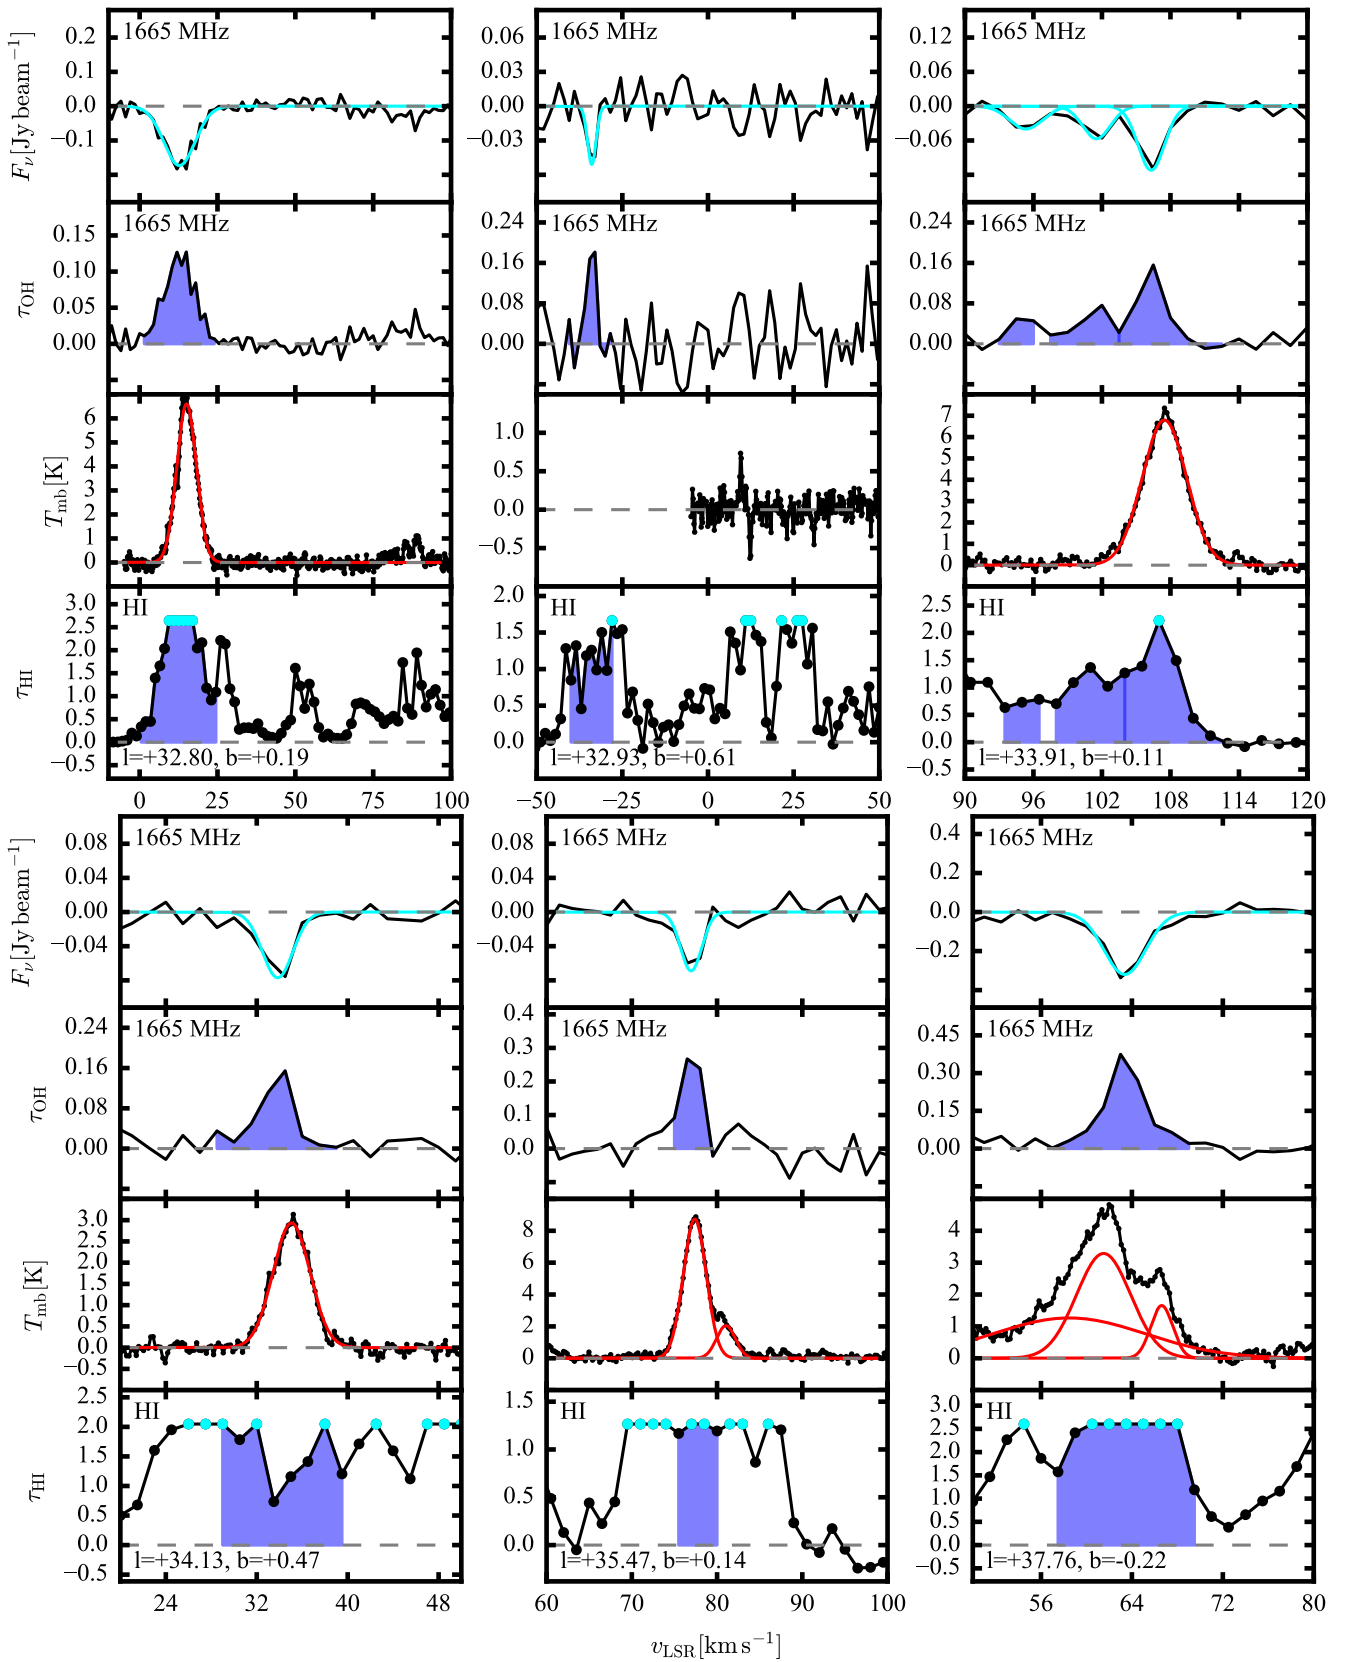 1665 MHz 1665 MHz 1665 MHz
F_ν[Jy beam⁻¹]
0.2 0.1 0.0 −0.1
0.06 0.03 0.00 −0.03
0.12 0.06 0.00 −0.06
1665 MHz 1665 MHz 1665 MHz
τ_OH
0.15 0.10 0.05 0.00
0.24 0.16 0.08 0.00
0.24 0.16 0.08 0.00
T_mb[K]
6 5 4 3 2 1 0
1.0 0.5 0.0 −0.5
7 6 5 4 3 2 1 0
HI HI HI
τ_HI
3.0 2.5 2.0 1.5 1.0 0.5 0.0 −0.5
2.0 1.5 1.0 0.5 0.0
2.5 2.0 1.5 1.0 0.5 0.0 −0.5
l=+32.80, b=+0.19 l=+32.93, b=+0.61 l=+33.91, b=+0.11
0 25 50 75 100
−50 −25 0 25 50
90 96 102 108 114 120
1665 MHz 1665 MHz 1665 MHz
F_ν[Jy beam⁻¹]
0.08 0.04 0.00 −0.04
0.08 0.04 0.00 −0.04
0.4 0.2 0.0 −0.2
1665 MHz 1665 MHz 1665 MHz
τ_OH
0.24 0.16 0.08 0.00
0.4 0.3 0.2 0.1 0.0
0.45 0.30 0.15 0.00
T_mb[K]
3.0 2.5 2.0 1.5 1.0 0.5 0.0 −0.5
8 6 4 2 0
4 3 2 1 0
HI HI HI
τ_HI
2.5 2.0 1.5 1.0 0.5 0.0 −0.5
1.5 1.0 0.5 0.0
3.0 2.5 2.0 1.5 1.0 0.5 0.0 −0.5
l=+34.13, b=+0.47 l=+35.47, b=+0.14 l=+37.76, b=-0.22
24 32 40 48
60 70 80 90 100
56 64 72 80
v_LSR[km s⁻¹]